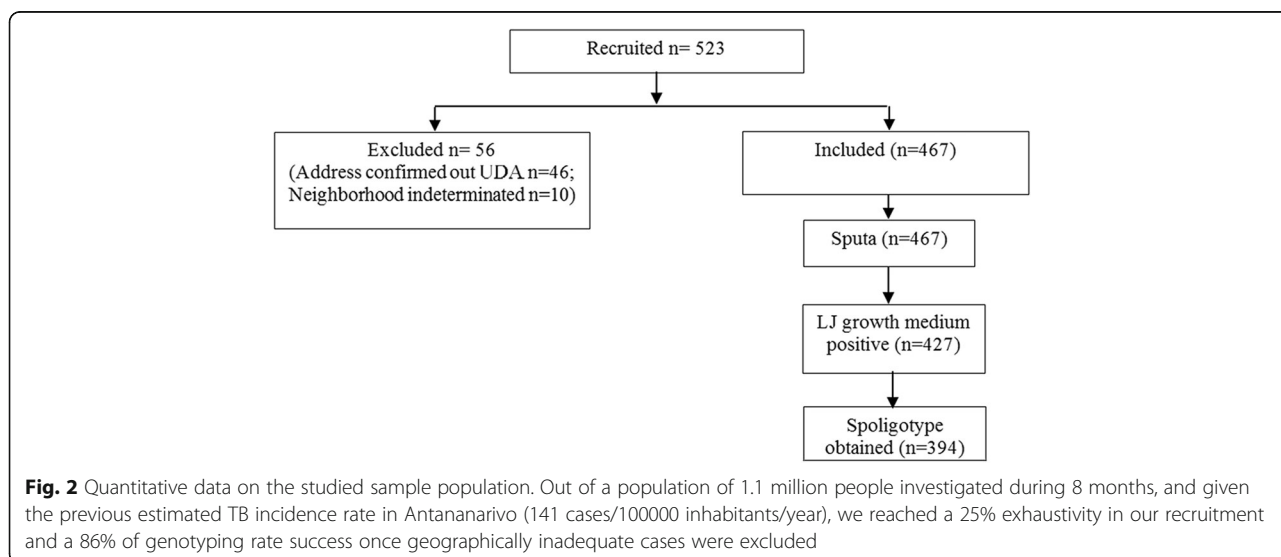 Recruited n= 523
Excluded n= 56
(Address confirmed out UDA n=46;
Neighborhood indeterminated n=10)
Included (n=467)
Sputa (n=467)
LJ growth medium
positive (n=427)
Spoligotype
obtained (n=394)
Fig. 2 Quantitative data on the studied sample population. Out of a population of 1.1 million people investigated during 8 months, and given
the previous estimated TB incidence rate in Antananarivo (141 cases/100000 inhabitants/year), we reached a 25% exhaustivity in our recruitment
and a 86% of genotyping rate success once geographically inadequate cases were excluded